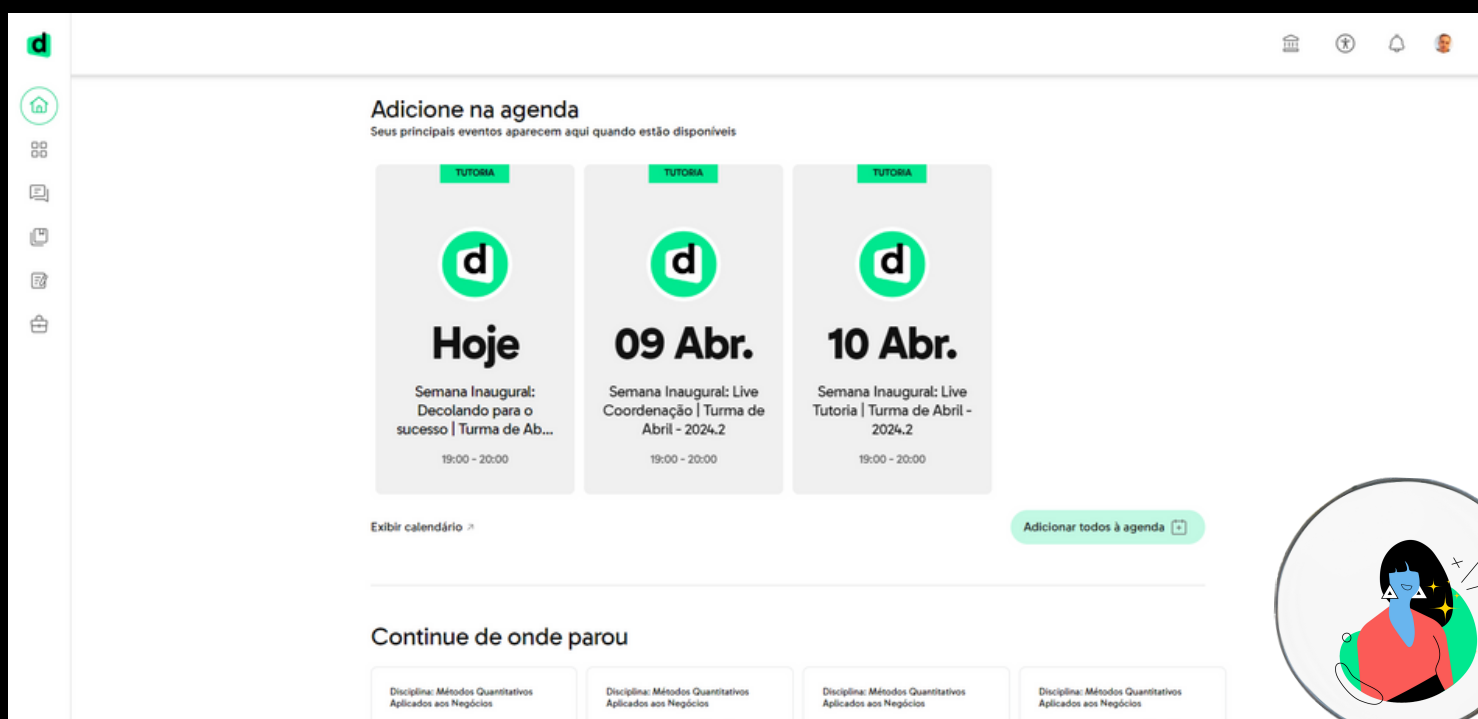 d
Adicione na agenda
Seus principais eventos aparecem aqui quando estão disponíveis
TUTORIA
d
Hoje
Semana Inaugural:
Decolando para o
sucesso | Turma de Ab...
19:00 - 20:00
TUTORIA
d
09 Abr.
Semana Inaugural: Live
Coordenação | Turma de
Abril - 2024.2
19:00 - 20:00
TUTORIA
d
10 Abr.
Semana Inaugural: Live
Tutoria | Turma de Abril -
2024.2
19:00 - 20:00
Exibir calendário
Adicionar todos à agenda
Continue de onde parou
Disciplina: Métodos Quantitativos
Aplicados aos Negócios
Disciplina: Métodos Quantitativos
Aplicados aos Negócios
Disciplina: Métodos Quantitativos
Aplicados aos Negócios
Disciplina: Métodos Quantitativos
Aplicados aos Negócios